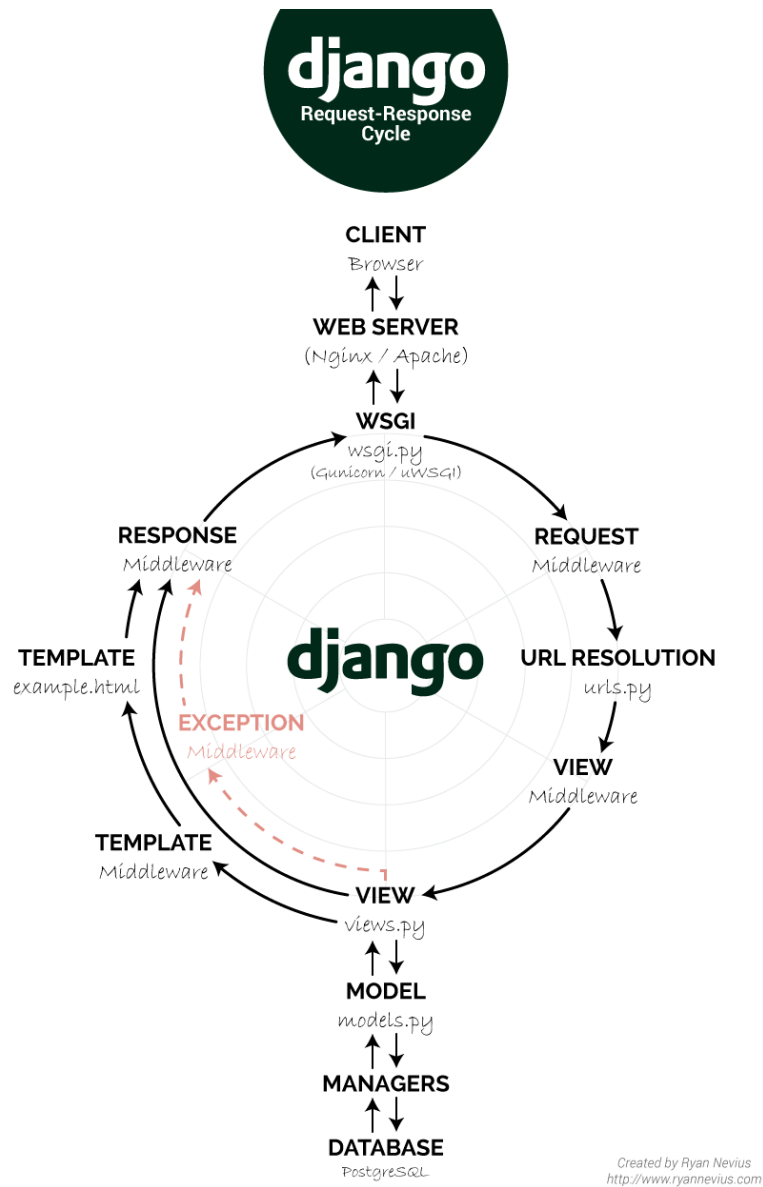 django
Request-Response
Cycle
CLIENT
Browser
WEB SERVER
(Nginx / Apache)
WSGI
wsgi.py
(Gunicorn / uWSGI)
RESPONSE
Middleware
REQUEST
Middleware
TEMPLATE
example.html
django
URL RESOLUTION
urls.py
EXCEPTION
Middleware
VIEW
Middleware
TEMPLATE
Middleware
VIEW
views.py
MODEL
models.py
MANAGERS
DATABASE
PostgreSQL
Created by Ryan Nevius
http://www.ryannevius.com